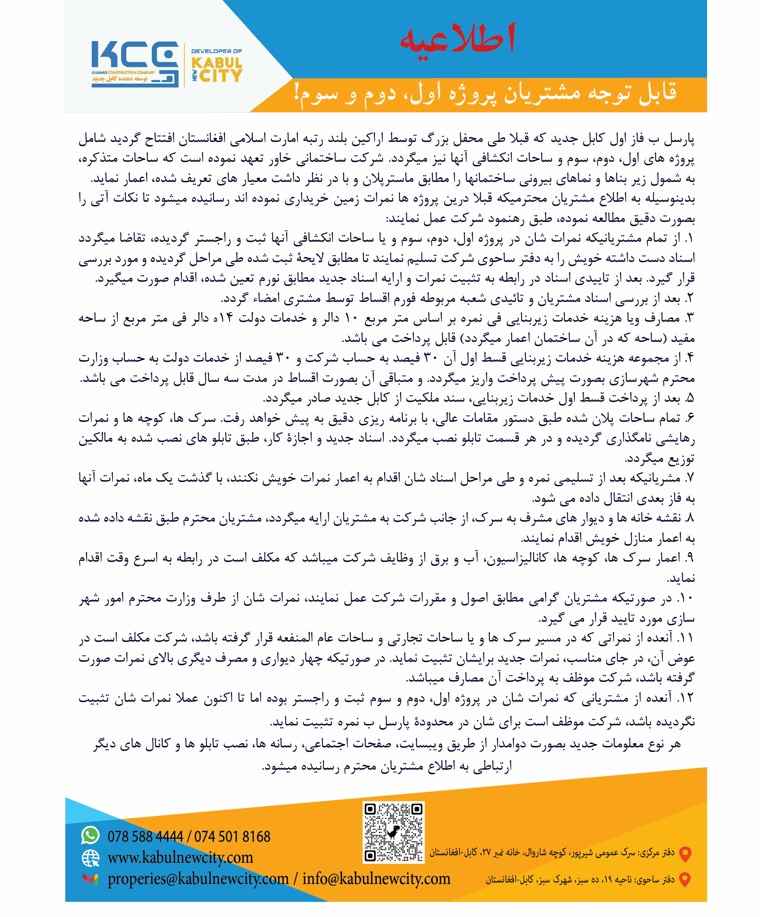 اطلاعیه
KCC
KHAWAR CONSTRUCTION COMPANY
توسعه دهنده کابل جدید
DEVELOPER OF
KABUL
NEW CITY
قابل توجه مشتریان پروژه اول، دوم و سوم!
پارسل ب فاز اول کابل جدید که قبلا طی محفل بزرگ توسط اراکین بلند رتبه امارت اسلامی افغانستان افتتاح گردید شامل
پروژه های اول، دوم، سوم و ساحات انکشافی آنها نیز میگردد. شرکت ساختمانی خاور تعهد نموده است که ساحات متذکره،
به شمول زیر بناها و نماهای بیرونی ساختمانها را مطابق ماسترپلان و با در نظر داشت معیار های تعریف شده، اعمار نماید.
بدینوسیله به اطلاع مشتریان محترمیکه قبلا درین پروژه ها نمرات زمین خریداری نموده اند رسانیده میشود تا نکات آتی را
بصورت دقیق مطالعه نموده، طبق رهنمود شرکت عمل نمایند:
۱. از تمام مشتریانیکه نمرات شان در پروژه اول، دوم، سوم و یا ساحات انکشافی آنها ثبت و راجستر گردیده، تقاضا میگردد
اسناد دست داشته خویش را به دفتر ساحوی شرکت تسلیم نمایند تا مطابق لایحهٔ ثبت شده طی مراحل گردیده و مورد بررسی
قرار گیرد. بعد از تاییدی اسناد در رابطه به تثبیت نمرات و ارایه اسناد جدید مطابق نورم تعین شده، اقدام صورت میگیرد.
۲. بعد از بررسی اسناد مشتریان و تائیدی شعبه مربوطه فورم اقساط توسط مشتری امضاء گردد.
۳. مصارف ویا هزینه خدمات زیربنایی فی نمره بر اساس متر مربع ۱۰ دالر و خدمات دولت ۱۴ه دالر فی متر مربع از ساحه
مفید (ساحه که در آن ساختمان اعمار میگردد) قابل پرداخت می باشد.
۴. از مجموعه هزینه خدمات زیربنایی قسط اول آن ۳۰ فیصد به حساب شرکت و ۳۰ فیصد از خدمات دولت به حساب وزارت
محترم شهرسازی بصورت پیش پرداخت واریز میگردد. و متباقی آن بصورت اقساط در مدت سه سال قابل پرداخت می باشد.
۵. بعد از پرداخت قسط اول خدمات زیربنایی، سند ملکیت از کابل جدید صادر میگردد.
۶. تمام ساحات پلان شده طبق دستور مقامات عالی، با برنامه ریزی دقیق به پیش خواهد رفت. سرک ها، کوچه ها و نمرات
رهایشی نامگذاری گردیده و در هر قسمت تابلو نصب میگردد. اسناد جدید و اجازهٔ کار، طبق تابلو های نصب شده به مالکین
توزیع میگردد.
۷. مشریانیکه بعد از تسلیمی نمره و طی مراحل اسناد شان اقدام به اعمار نمرات خویش نکنند، با گذشت یک ماه، نمرات آنها
به فاز بعدی انتقال داده می شود.
۸. نقشه خانه ها و دیوار های مشرف به سرک، از جانب شرکت به مشتریان ارایه میگردد، مشتریان محترم طبق نقشه داده شده
به اعمار منازل خویش اقدام نمایند.
۹. اعمار سرک ها، کوچه ها، کانالیزاسیون، آب و برق از وظایف شرکت میباشد که مکلف است در رابطه به اسرع وقت اقدام
نماید.
۱۰. در صورتیکه مشتریان گرامی مطابق اصول و مقررات شرکت عمل نمایند، نمرات شان از طرف وزارت محترم امور شهر
سازی مورد تایید قرار می گیرد.
۱۱. آنعده از نمراتی که در مسیر سرک ها و یا ساحات تجارتی و ساحات عام المنفعه قرار گرفته باشد، شرکت مکلف است در
عوض آن، در جای مناسب، نمرات جدید برایشان تثبیت نماید. در صورتیکه چهار دیواری و مصرف دیگری بالای نمرات صورت
گرفته باشد، شرکت موظف به پرداخت آن مصارف میباشد.
۱۲. آنعده از مشتریانی که نمرات شان در پروژه اول، دوم و سوم ثبت و راجستر بوده اما تا اکنون عملا نمرات شان تثبیت
نگردیده باشد، شرکت موظف است برای شان در محدودهٔ پارسل ب نمره تثبیت نماید.
هر نوع معلومات جدید بصورت دوامدار از طریق ویبسایت، صفحات اجتماعی، رسانه ها، نصب تابلو ها و کانال های دیگر
ارتباطی به اطلاع مشتریان محترم رسانیده میشود.
078 588 4444 / 074 501 8168
www.kabulnewcity.com
properies@kabulnewcity.com / info@kabulnewcity.com
دفتر مرکزی: سرک عمومی شیرپور، کوچه شاروال، خانه نمبر ۲۷، کابل-افغانستان
دفتر ساحوی: ناحیه ۱۹، ده سبز، شهرک سبز، کابل-افغانستان